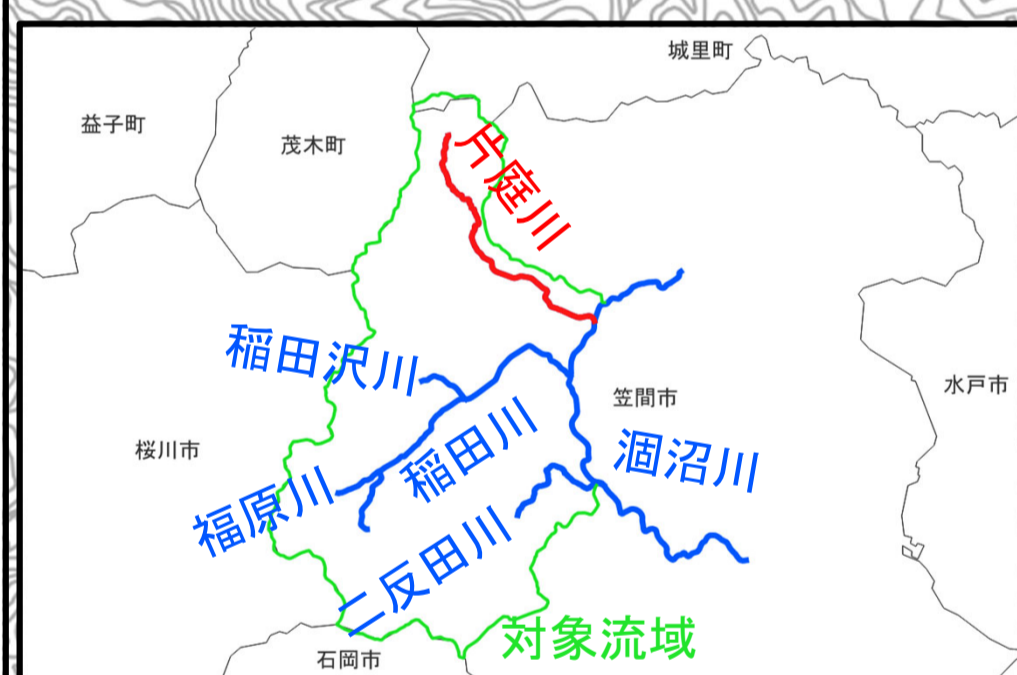 城里町
益子町
茂木町
片庭川
稲田沢川
笠間市
水戸市
桜川市
稲田川
涸沼川
福原川
二反田川
対象流域
石岡市